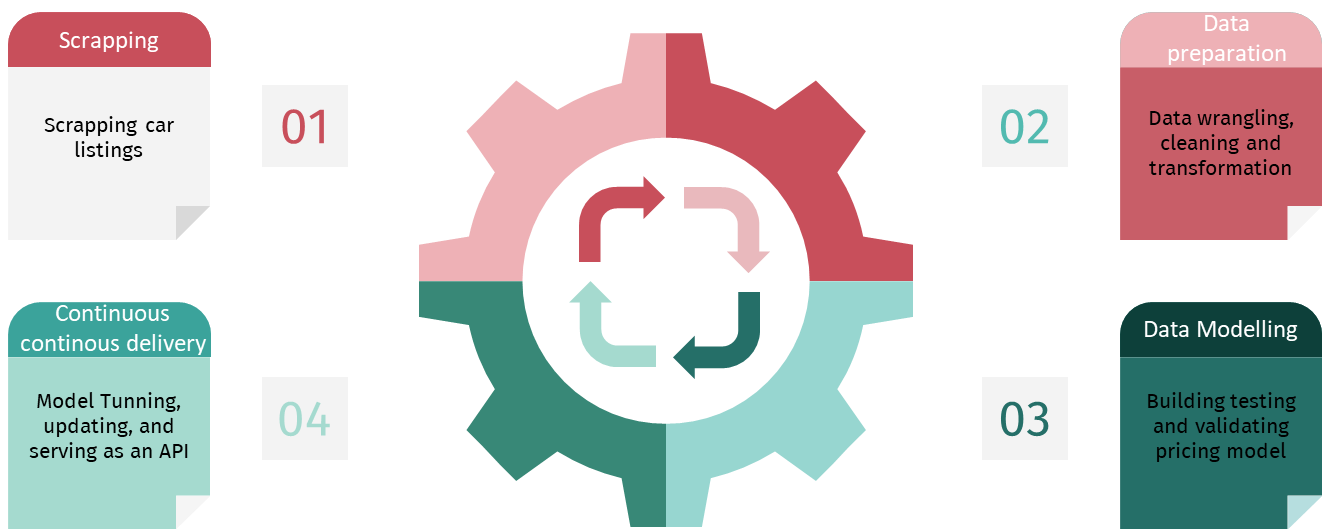 Scrapping
Scrapping car
listings
01
02
Data
preparation
Data wrangling,
cleaning and
transformation
Continuous
continous delivery
Model Tunning,
updating, and
serving as an API
04
03
Data Modelling
Building testing
and validating
pricing model